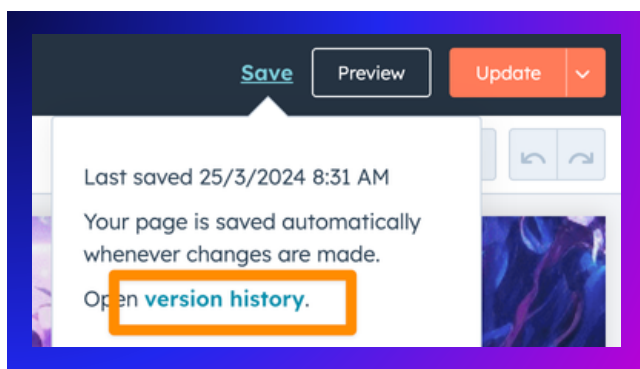 Save Preview Update
Last saved 25/3/2024 8:31 AM
Your page is saved automatically
whenever changes are made.
Open version history.